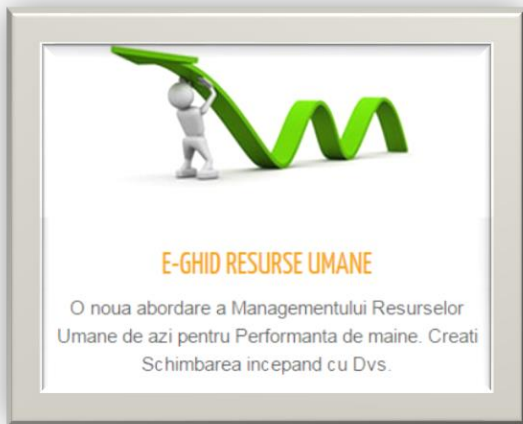 E-GHID RESURSE UMANE
O noua abordare a Managementului Resurselor
Umane de azi pentru Performanta de maine. Creati
Schimbarea incepand cu Dvs.